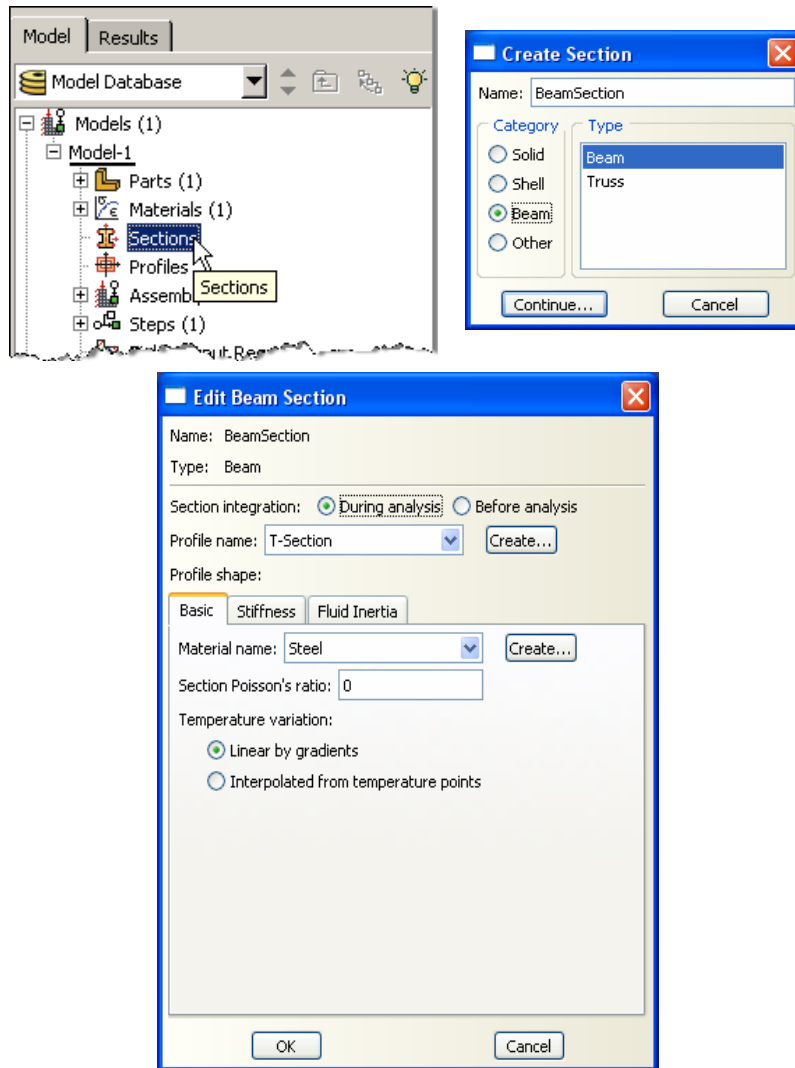 Model Results
Model Database
Models (1)
Model-1
Parts (1)
Materials (1)
Sections
Profiles
Sections
Assemb
Steps (1)
Create Section
Name: BeamSection
Category
Solid
Shell
Beam
Other
Type
Beam
Truss
Continue... Cancel
Edit Beam Section
Name: BeamSection
Type: Beam
Section integration: During analysis Before analysis
Profile name: T-Section Create...
Profile shape:
Basic Stiffness Fluid Inertia
Material name: Steel Create...
Section Poisson's ratio: 0
Temperature variation:
Linear by gradients
Interpolated from temperature points
OK Cancel